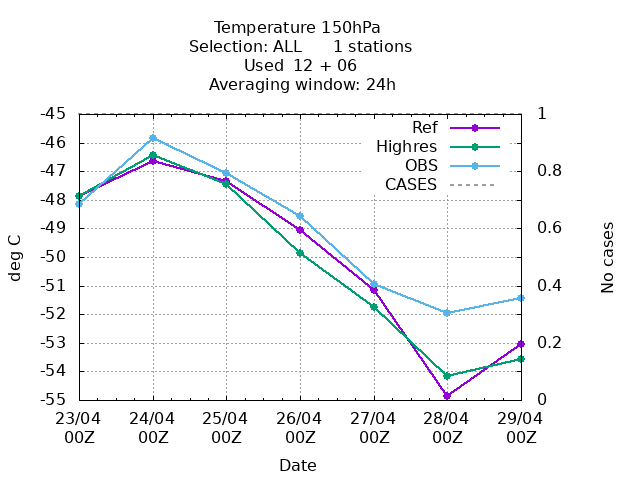 Temperature 150hPa
Selection: ALL 1 stations
Used 12 + 06
Averaging window: 24h
Ref
Highres
OBS
CASES
-45
-46
-47
-48
-49
-50
-51
-52
-53
-54
-55
1
0.8
0.6
0.4
0.2
0
deg C
No cases
23/04 24/04 25/04 26/04 27/04 28/04 29/04
00Z 00Z 00Z 00Z 00Z 00Z 00Z
Date